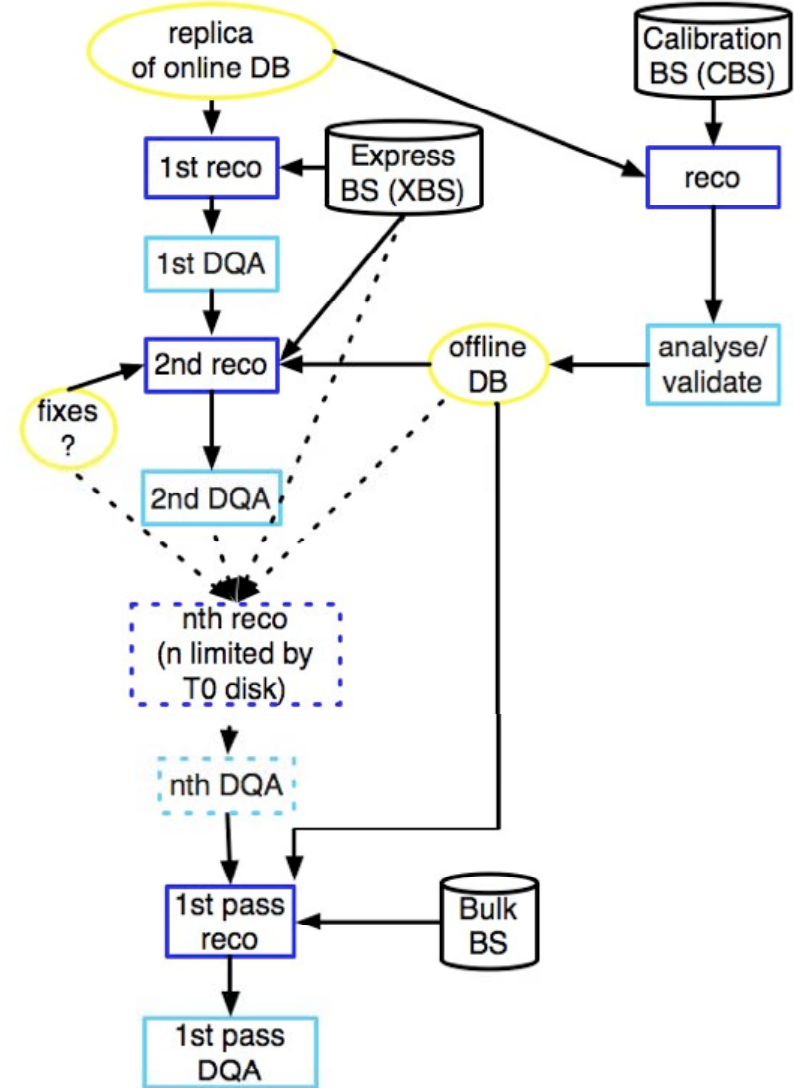 replica
of online DB
Calibration
BS (CBS)
1st reco
Express
BS (XBS)
reco
1st DQA
2nd reco
offline
DB
analyse/
validate
fixes
?
2nd DQA
nth reco
(n limited by
T0 disk)
nth DQA
1st pass
reco
Bulk
BS
1st pass
DQA